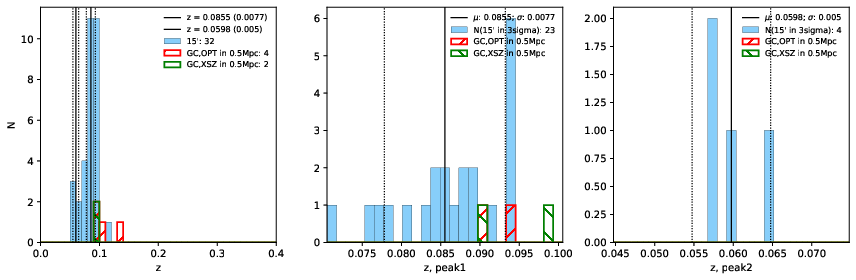 z = 0.0855 (0.0077)
z = 0.0598 (0.005)
15': 32
GC,OPT in 0.5Mpc: 4
GC,XSZ in 0.5Mpc: 2
N
10
8
6
4
2
0
0.0 0.1 0.2 0.3 0.4
z
μ: 0.0855; σ: 0.0077
N(15' in 3sigma): 23
GC,OPT in 0.5Mpc
GC,XSZ in 0.5Mpc
6
5
4
3
2
1
0
0.075 0.080 0.085 0.090 0.095 0.100
z, peak1
μ: 0.0598; σ: 0.005
N(15' in 3sigma): 4
GC,OPT in 0.5Mpc
GC,XSZ in 0.5Mpc
2.00
1.75
1.50
1.25
1.00
0.75
0.50
0.25
0.00
0.045 0.050 0.055 0.060 0.065 0.070
z, peak2